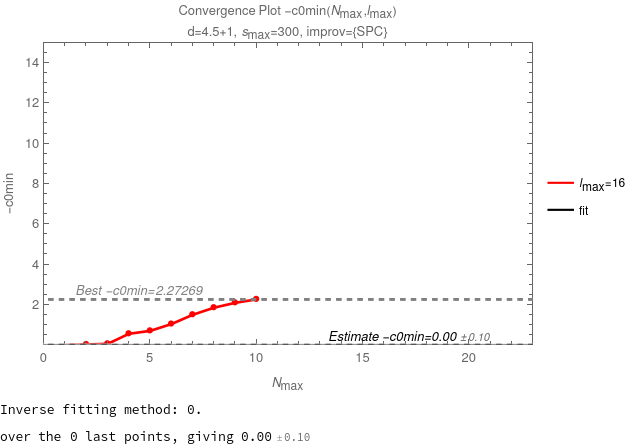 Convergence Plot −c0min(Nmax,lmax)
d=4.5+1, smax=300, improv={SPC}
14
12
10
8
6
4
2
−c0min
lmax=16
fit
Best −c0min=2.27269
Estimate −c0min=0.00 ±0.10
0 5 10 15 20
Nmax
Inverse fitting method: 0.
over the 0 last points, giving 0.00 ±0.10